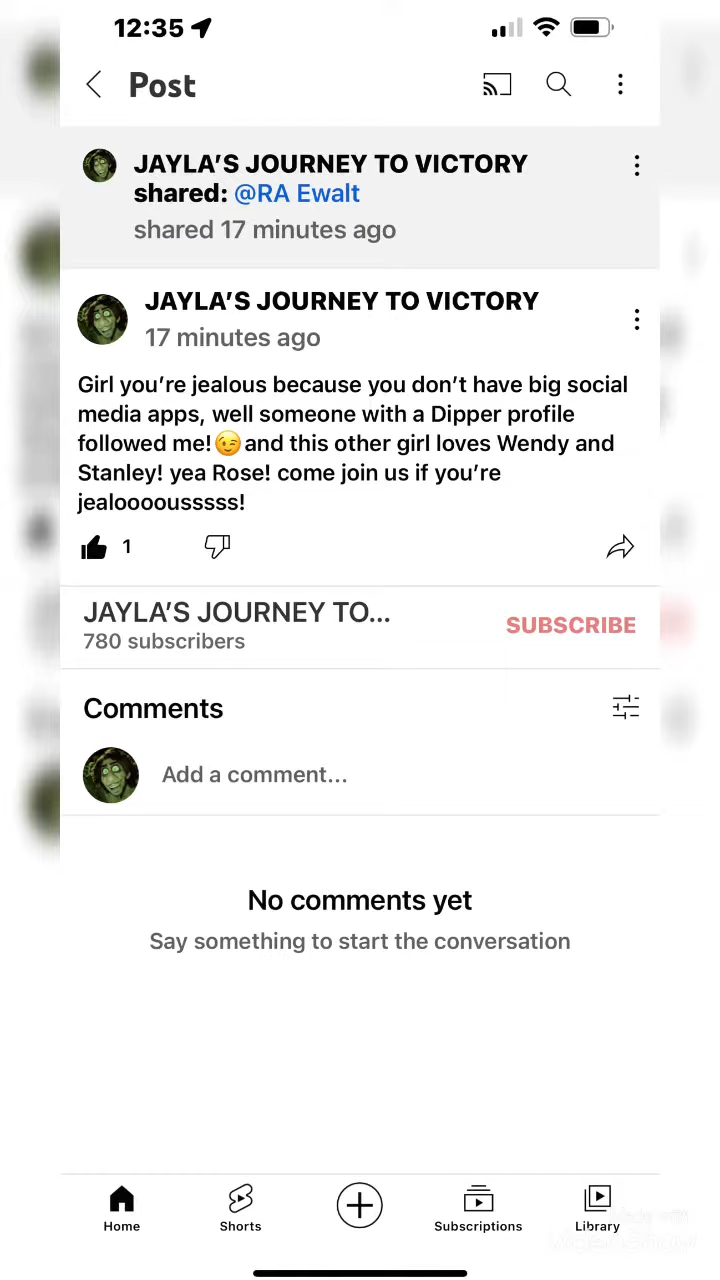 12:35
Post
JAYLA'S JOURNEY TO VICTORY
shared: @RA Ewalt
shared 17 minutes ago
JAYLA'S JOURNEY TO VICTORY
17 minutes ago
Girl you're jealous because you don't have big social
media apps, well someone with a Dipper profile
followed me!😉and this other girl loves Wendy and
Stanley! yea Rose! come join us if you're
jealoooousssss!
1
JAYLA'S JOURNEY TO...
780 subscribers
SUBSCRIBE
Comments
Add a comment...
No comments yet
Say something to start the conversation
Home
Shorts
Subscriptions
Library
Made with
VideoShow